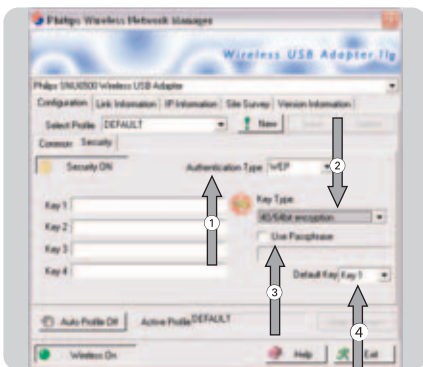 Philips Wireless Network Manager
Wireless USB Adapter 11g
Philips SNU6500 Wireless USB Adapter
Configuration Link Information IP Information Site Survey Version Information
Select Profile DEFAULT New
Common Security
Security ON Authentication Type WEP 2
Key 1 1 Key Type
Key 2 40/64bit encryption
Key 3 Use Passphrase
Key 4 Default Key Key 1
3
Auto Profile Off Active Profile DEFAULT 4
Wireless On Help Exit